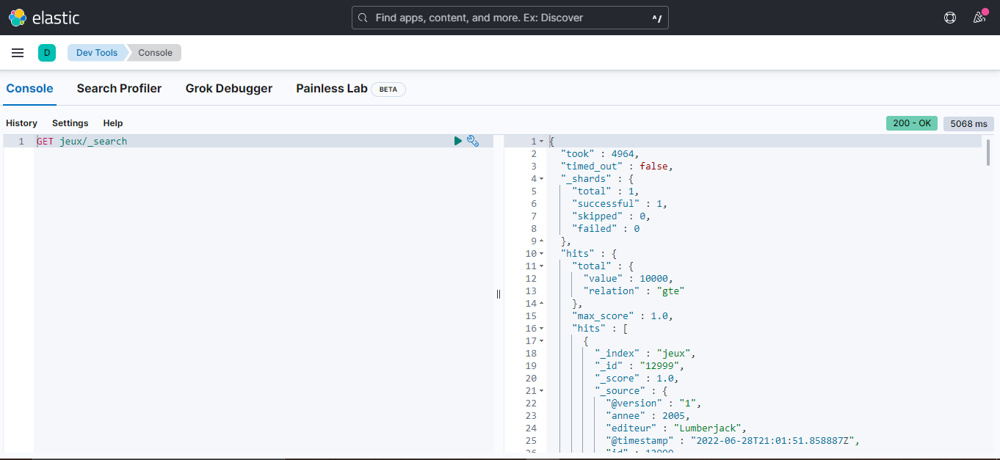 elastic
Find apps, content, and more. Ex: Discover
^/
D
Dev Tools
Console
Console
Search Profiler
Grok Debugger
Painless Lab
BETA
History
Settings
Help
200 - OK
5068 ms
1 GET jeux/_search
1 {
2 "took" : 4964,
3 "timed_out" : false,
4 "_shards" : {
5 "total" : 1,
6 "successful" : 1,
7 "skipped" : 0,
8 "failed" : 0
9 },
10 "hits" : {
11 "total" : {
12 "value" : 10000,
13 "relation" : "gte"
14 },
15 "max_score" : 1.0,
16 "hits" : [
17 {
18 "_index" : "jeux",
19 "_id" : "12999",
20 "_score" : 1.0,
21 "_source" : {
22 "@version" : "1",
23 "annee" : 2005,
24 "editeur" : "Lumberjack",
25 "@timestamp" : "2022-06-28T21:01:51.858887Z",
26 "id" : 12999